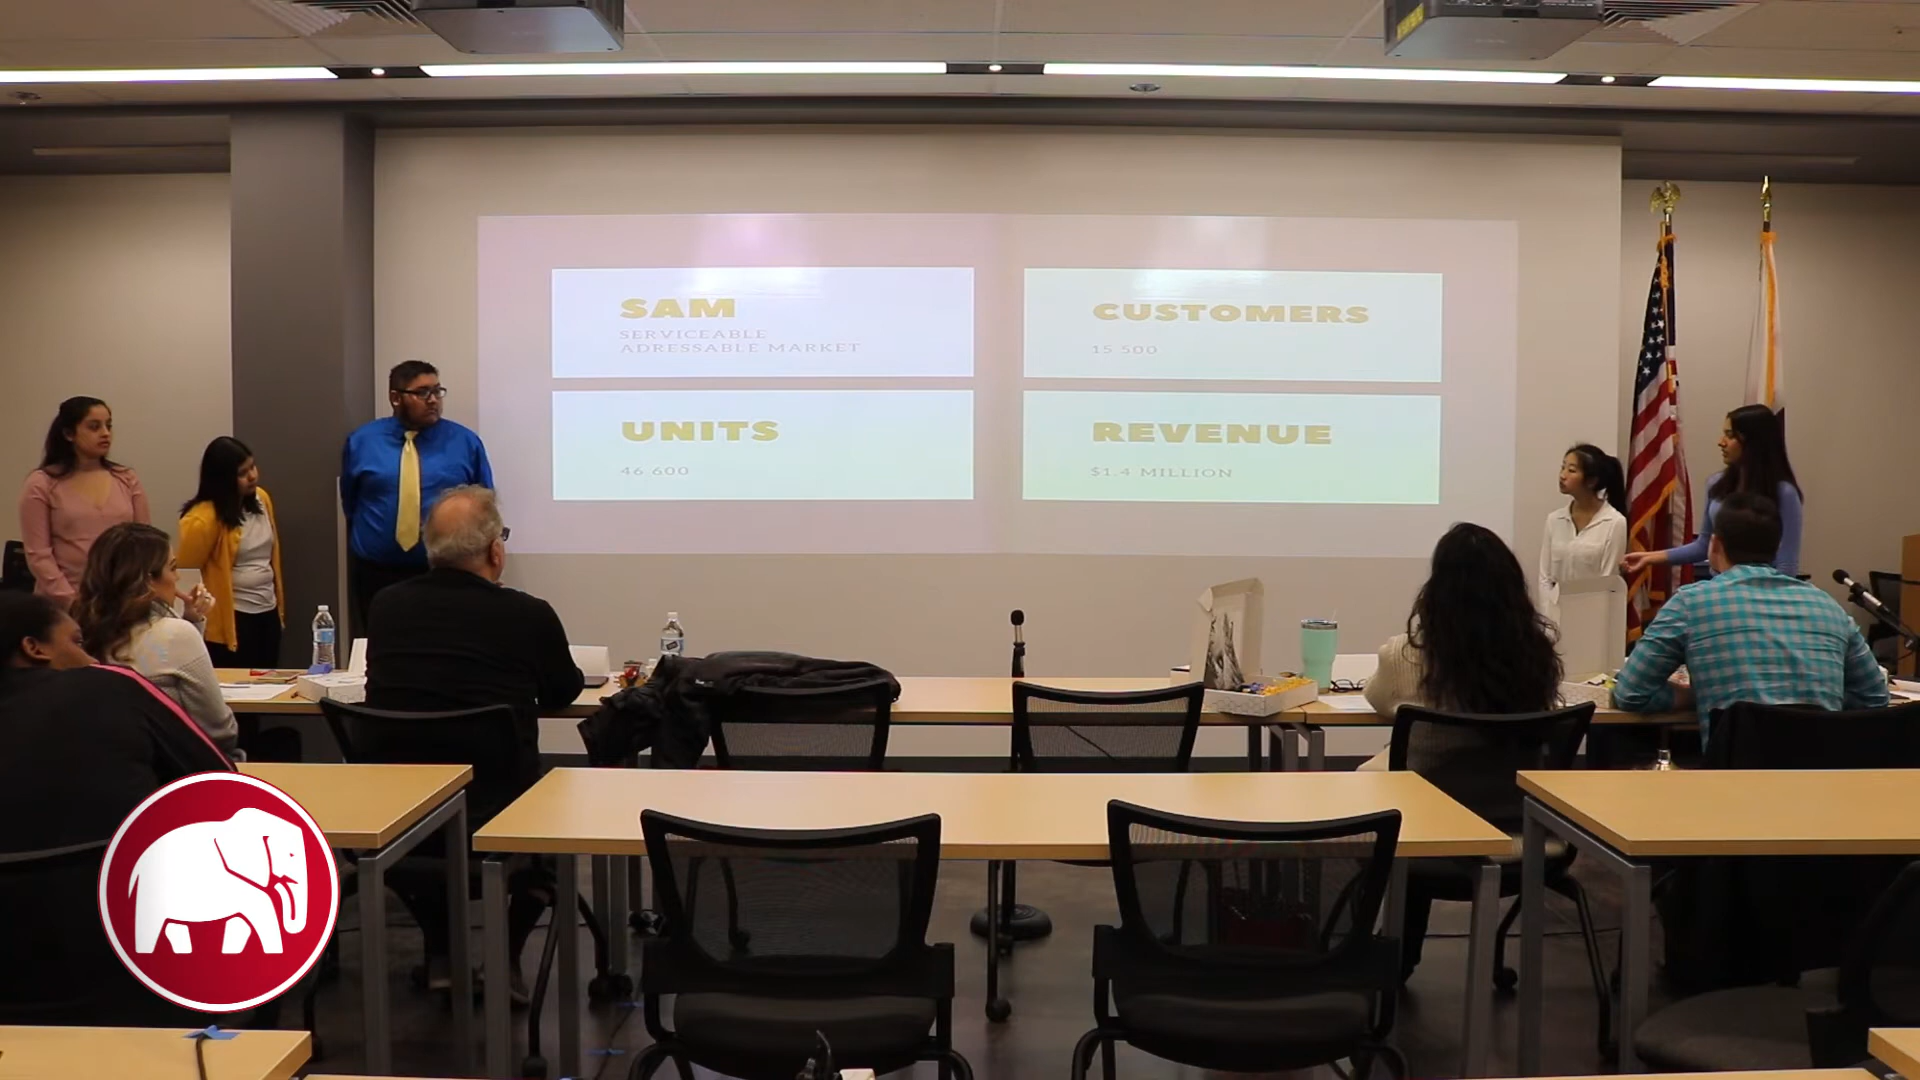 SAM
SERVICEABLE
ADRESSABLE MARKET
CUSTOMERS
15 500
UNITS
46 600
REVENUE
$1.4 MILLION